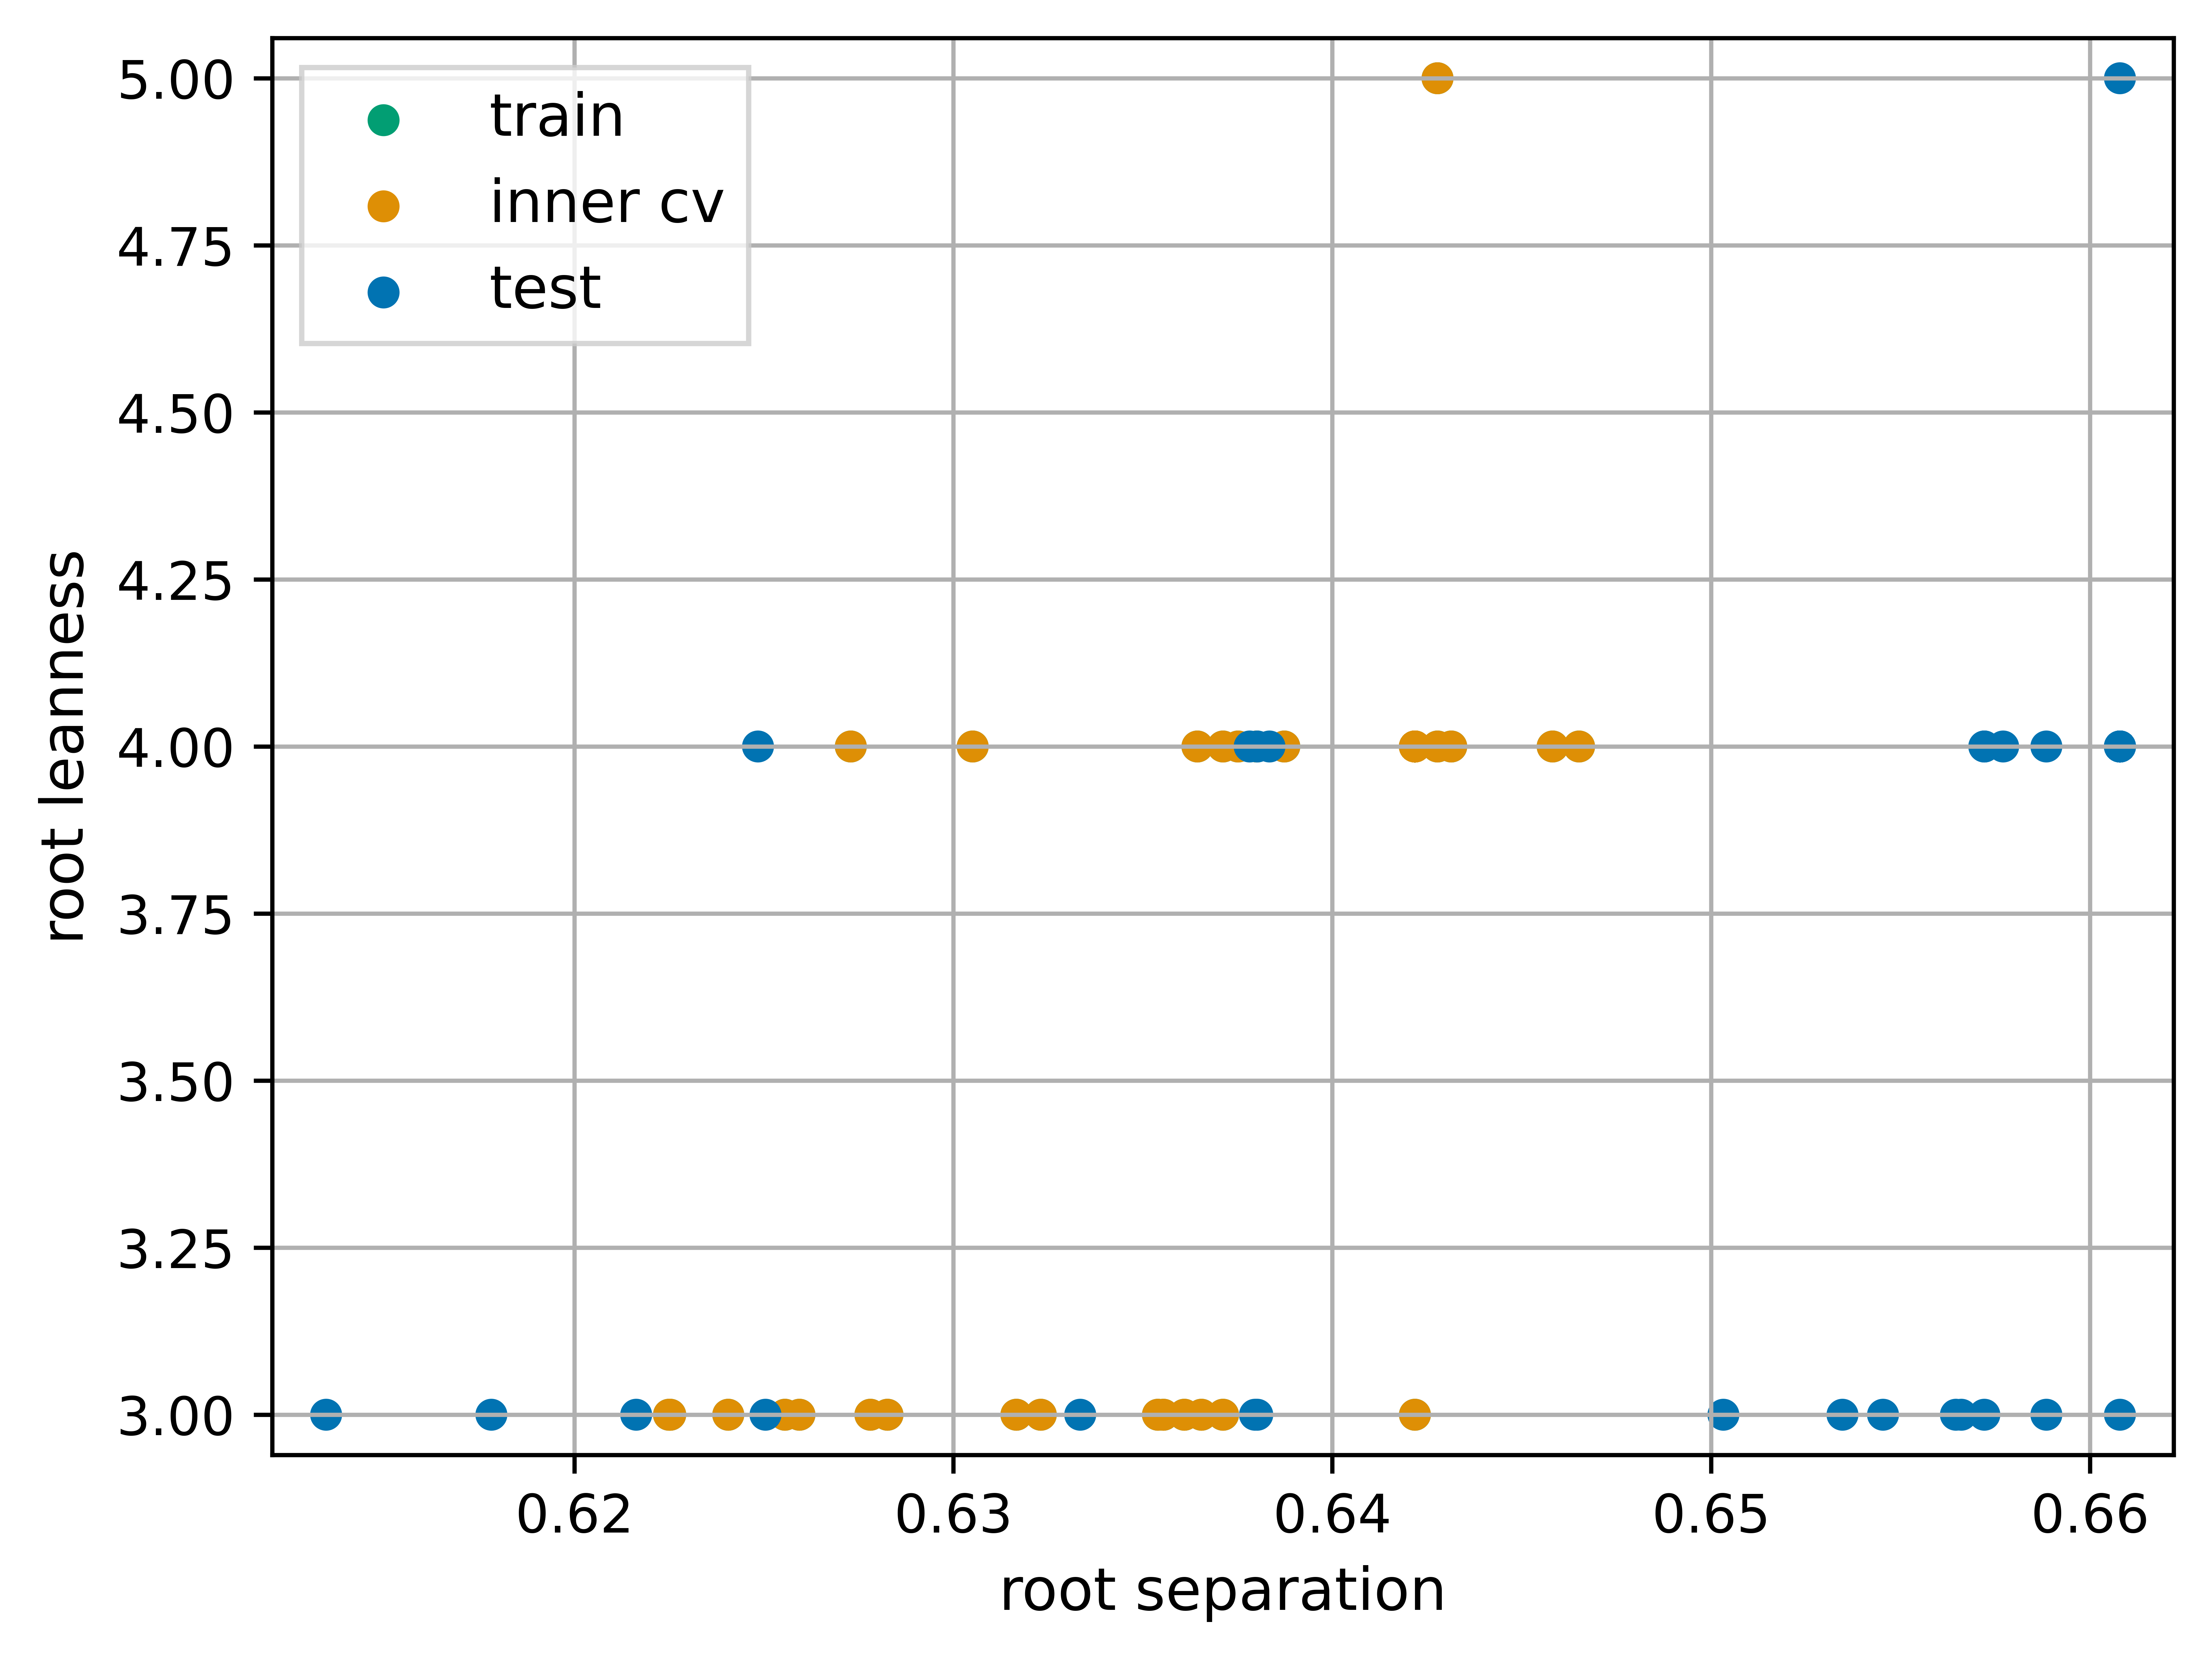 5.00
4.75
4.50
4.25
4.00
3.75
3.50
3.25
3.00
root leanness
train
inner cv
test
0.62 0.63 0.64 0.65 0.66
root separation